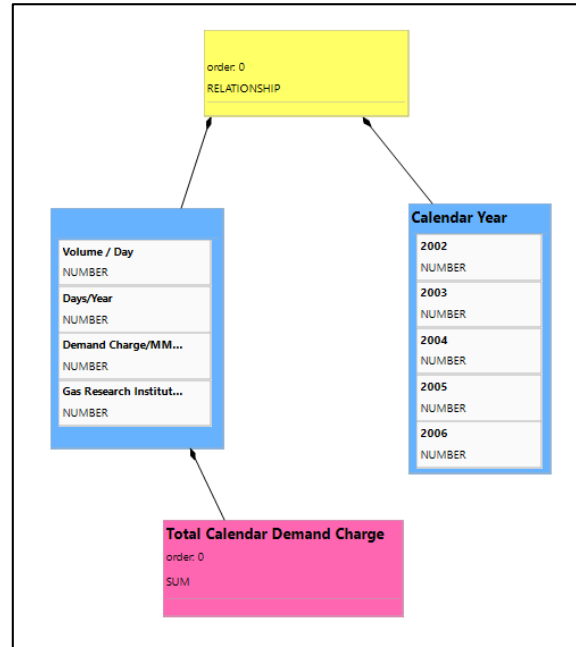 order: 0
RELATIONSHIP
Volume / Day
NUMBER
Days/Year
NUMBER
Demand Charge/MM...
NUMBER
Gas Research Institut...
NUMBER
Calendar Year
2002
NUMBER
2003
NUMBER
2004
NUMBER
2005
NUMBER
2006
NUMBER
Total Calendar Demand Charge
order: 0
SUM